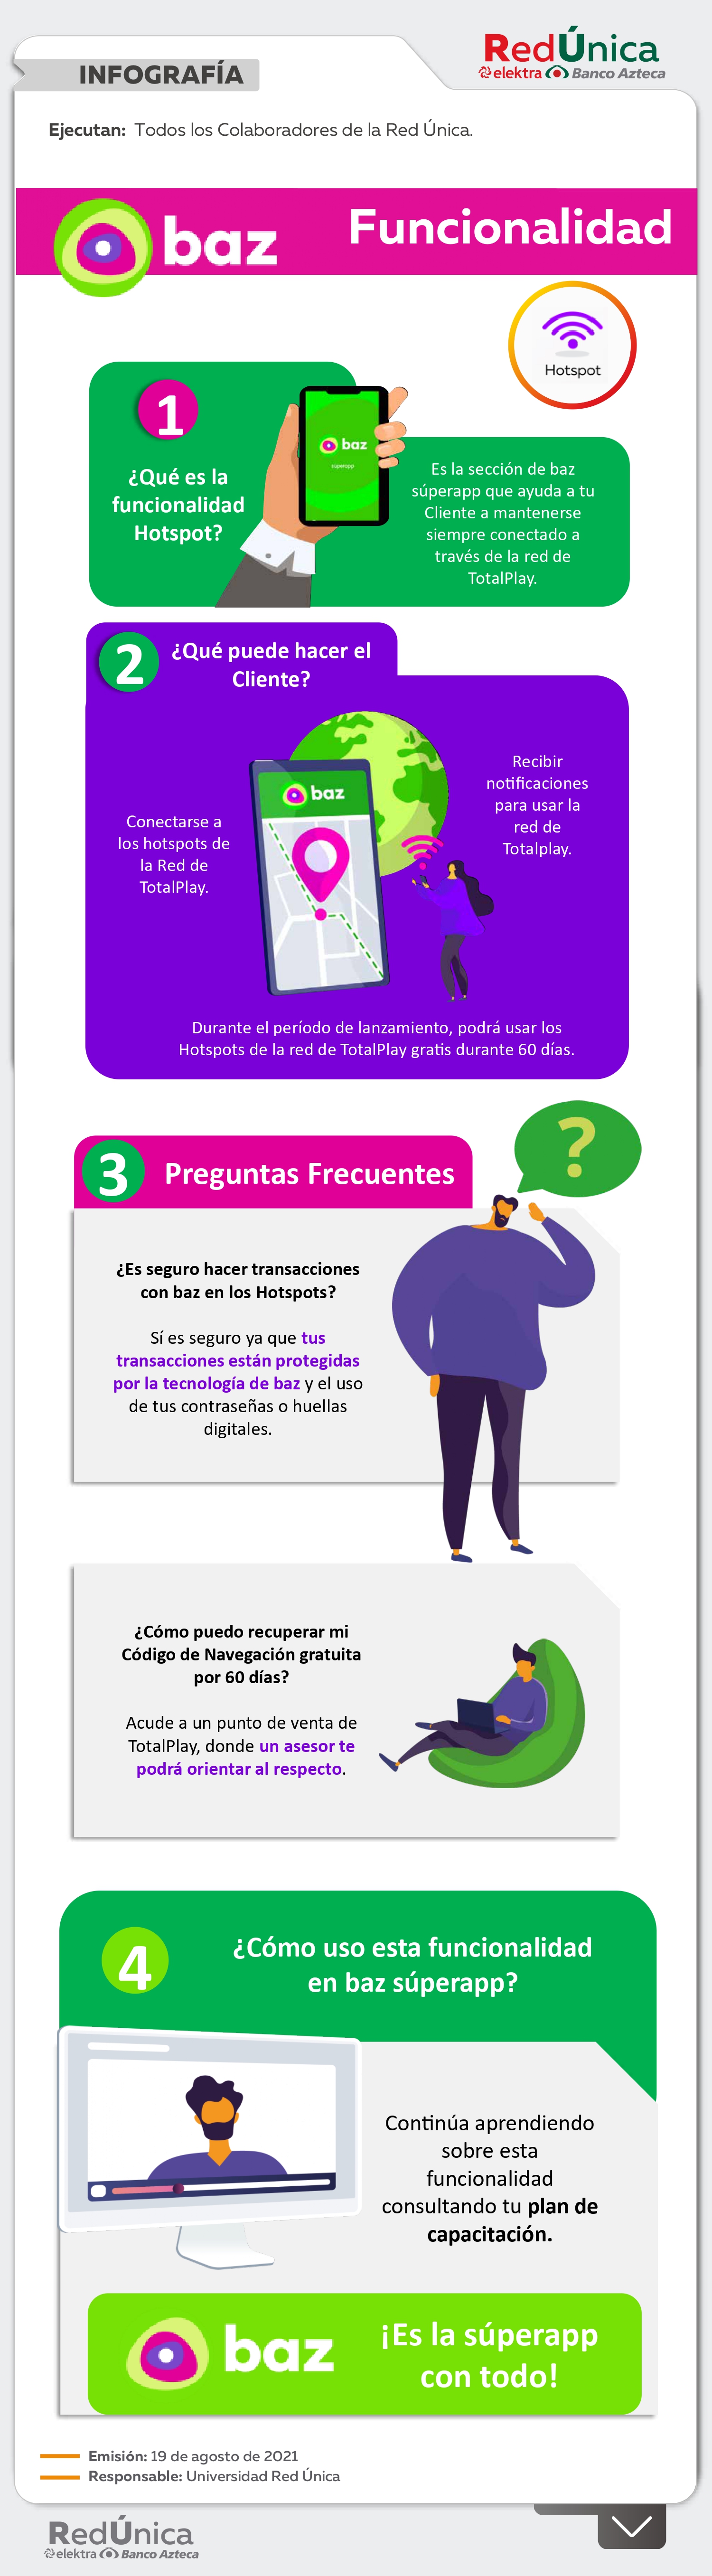 RedÚnica
elektra Banco Azteca
INFOGRAFÍA
Ejecutan: Todos los Colaboradores de la Red Única.
baz
Funcionalidad
Hotspot
1
¿Qué es la
funcionalidad
Hotspot?
baz
súperapp
Es la sección de baz
súperapp que ayuda a tu
Cliente a mantenerse
siempre conectado a
través de la red de
TotalPlay.
2
¿Qué puede hacer el
Cliente?
Conectarse a
los hotspots de
la Red de
TotalPlay.
baz
Recibir
notificaciones
para usar la
red de
Totalplay.
Durante el período de lanzamiento, podrá usar los
Hotspots de la red de TotalPlay gratis durante 60 días.
?
3
Preguntas Frecuentes
¿Es seguro hacer transacciones
con baz en los Hotspots?
Sí es seguro ya que tus
transacciones están protegidas
por la tecnología de baz y el uso
de tus contraseñas o huellas
digitales.
¿Cómo puedo recuperar mi
Código de Navegación gratuita
por 60 días?
Acude a un punto de venta de
TotalPlay, donde un asesor te
podrá orientar al respecto.
4
¿Cómo uso esta funcionalidad
en baz súperapp?
Continúa aprendiendo
sobre esta
funcionalidad
consultando tu plan de
capacitación.
baz
¡Es la súperapp
con todo!
Emisión: 19 de agosto de 2021
Responsable: Universidad Red Única
RedÚnica
elektra Banco Azteca